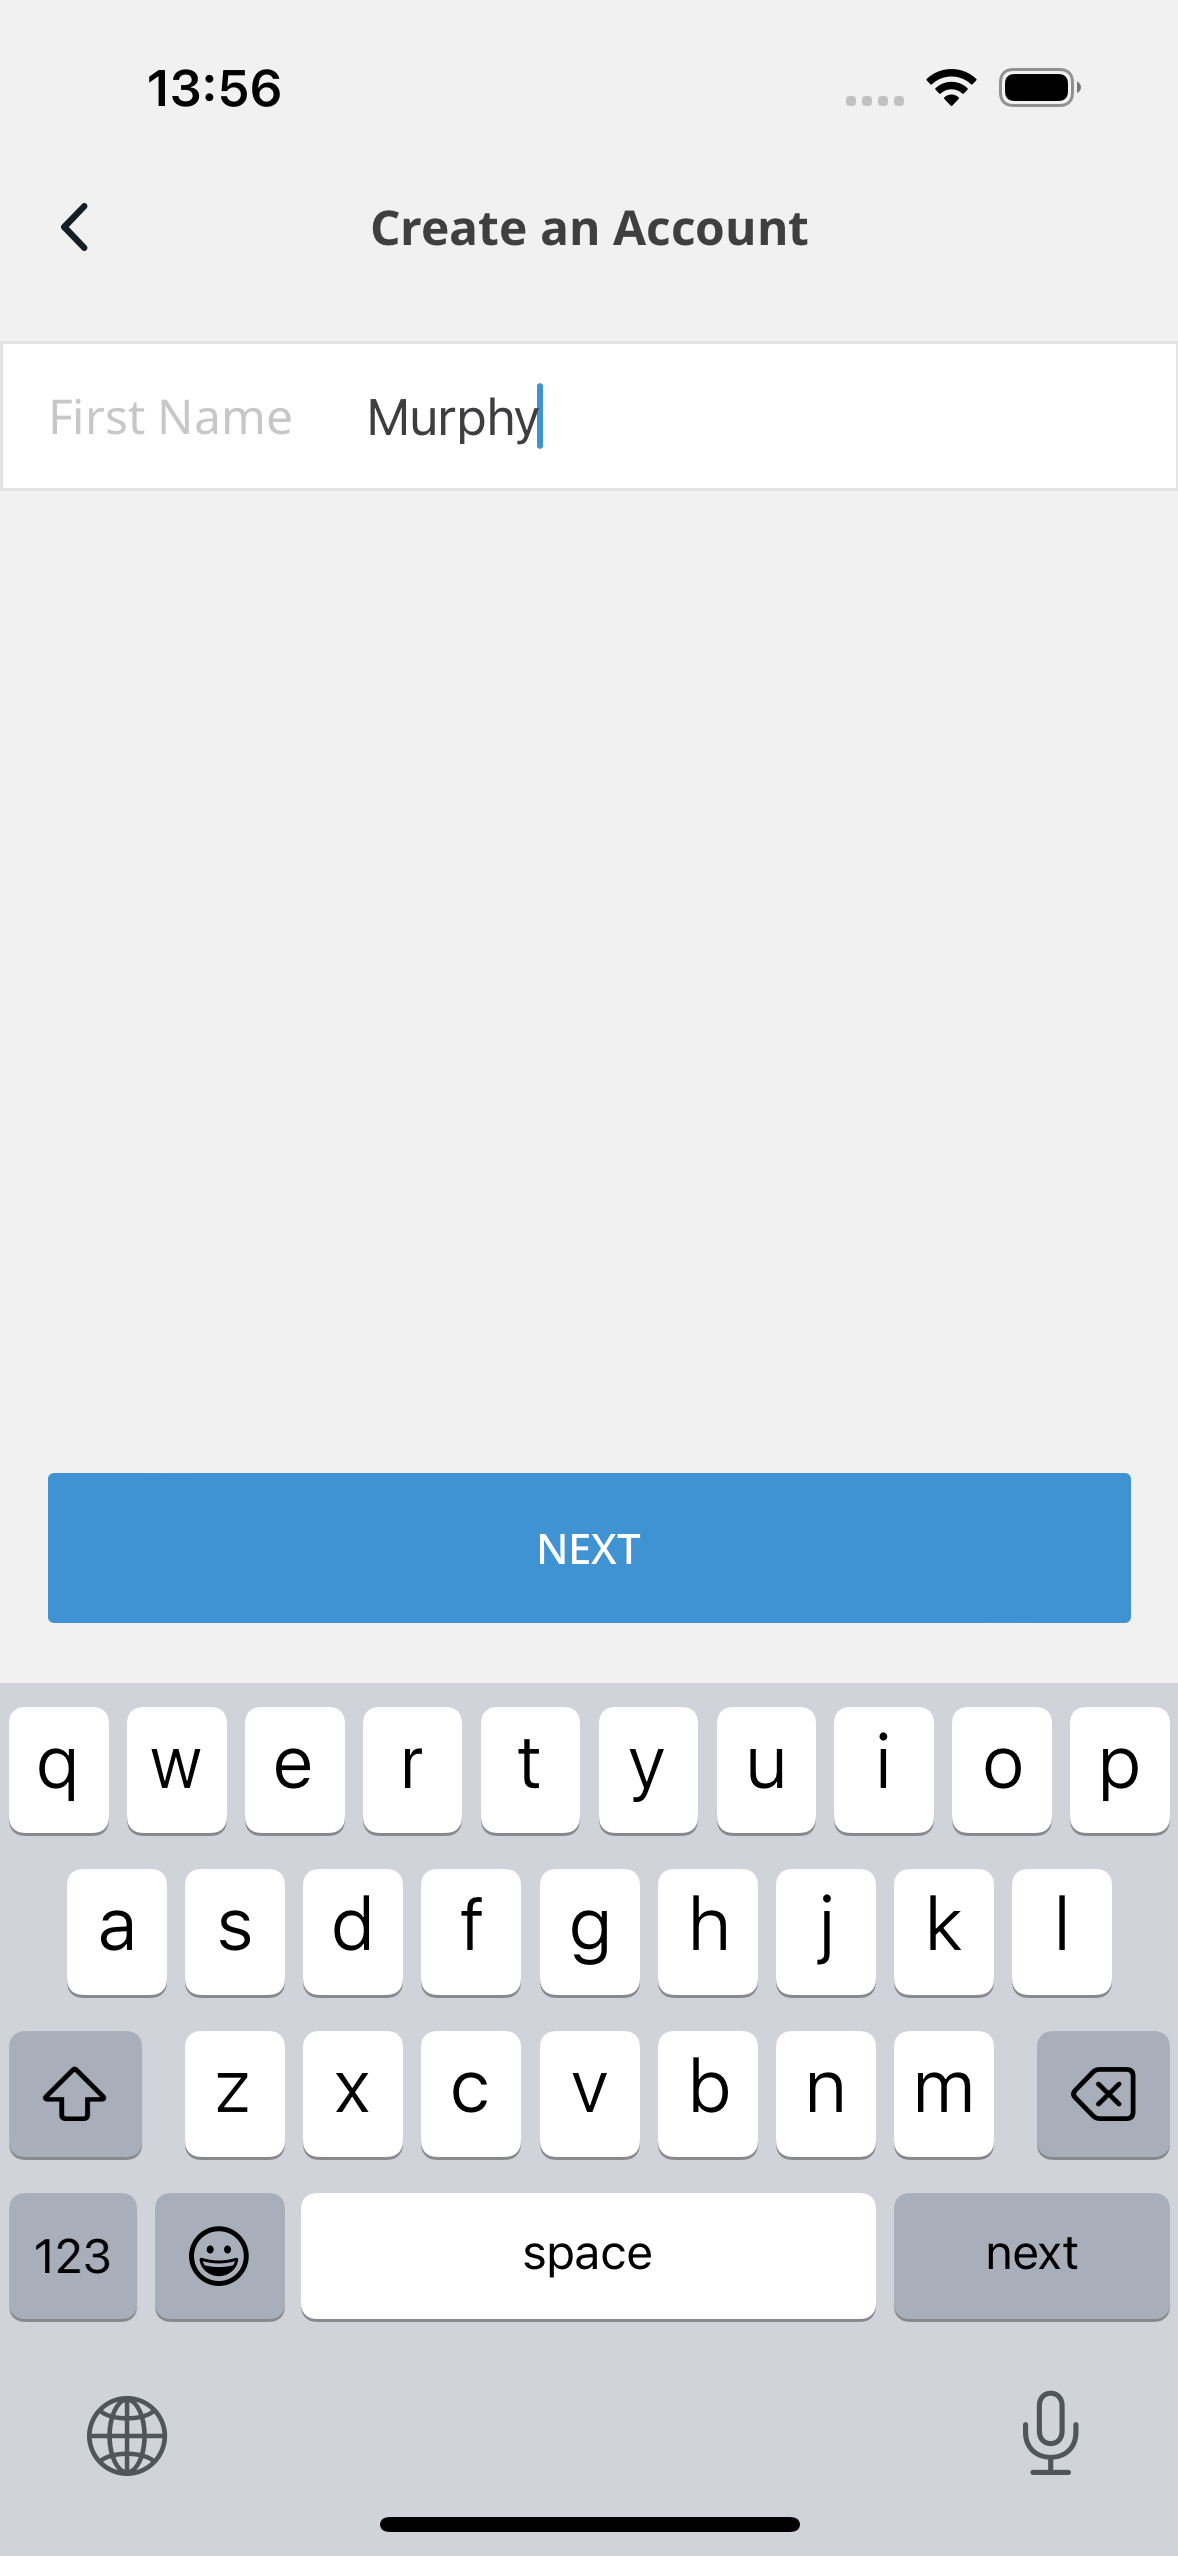 13:56
Create an Account
First Name Murphy
NEXT
q w e r t y u i o p
a s d f g h j k l
z x c v b n m
123 space next